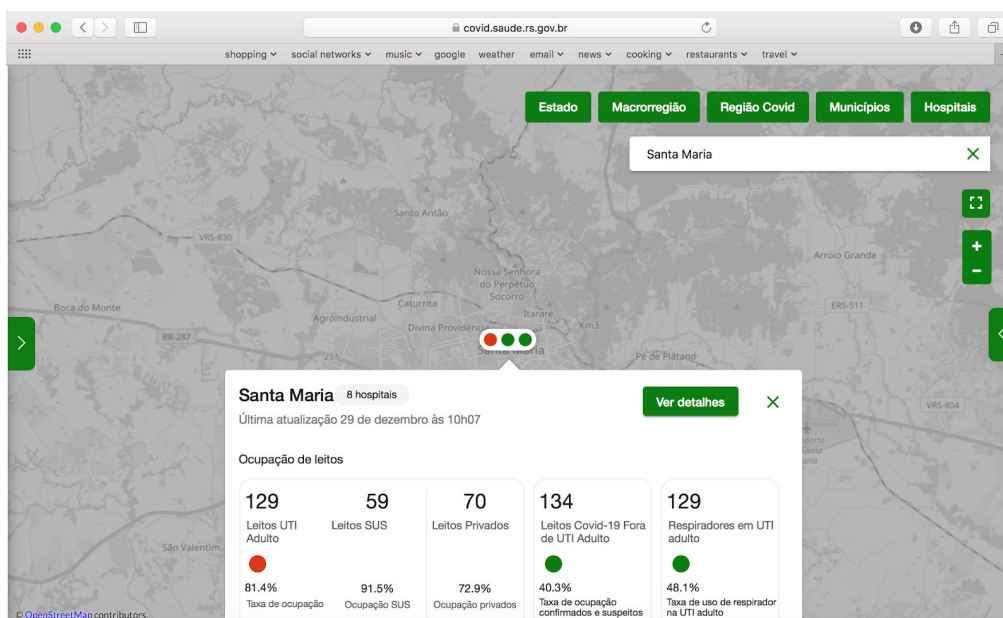 covid.saude.rs.gov.br
shopping social networks music google weather email news cooking restaurants travel
Estado Macrorregião Região Covid Municípios Hospitais
Santa Maria
Santo Antão
VRS-830
Arroio Grande
Nossa Senhora
do Perpétuo
Socorro
Boca do Monte
Caturrita
ERS-511
Agroindustrial
Itararé
Divina Providência
Km3
BR-287
Santa Maria
Pé de Plátano
Santa Maria 8 hospitais
Ver detalhes
Última atualização 29 de dezembro às 10h07
VRS-804
Ocupação de leitos
129 59 70 134 129
Leitos UTI Adulto Leitos SUS Leitos Privados Leitos Covid-19 Fora de UTI Adulto Respiradores em UTI adulto
São Valentim
81.4% 91.5% 72.9% 40.3% 48.1%
Taxa de ocupação Ocupação SUS Ocupação privados Taxa de ocupação confirmados e suspeitos Taxa de uso de respirador na UTI adulto
© OpenStreetMap contributors.